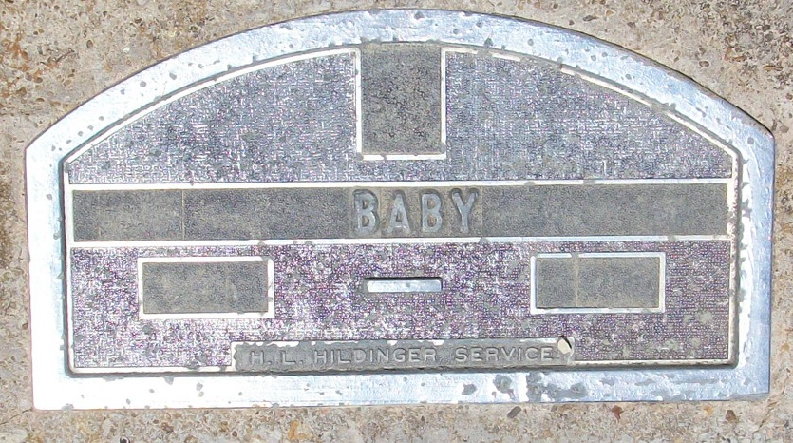 BABY
H. L. HILDINGER SERVICE